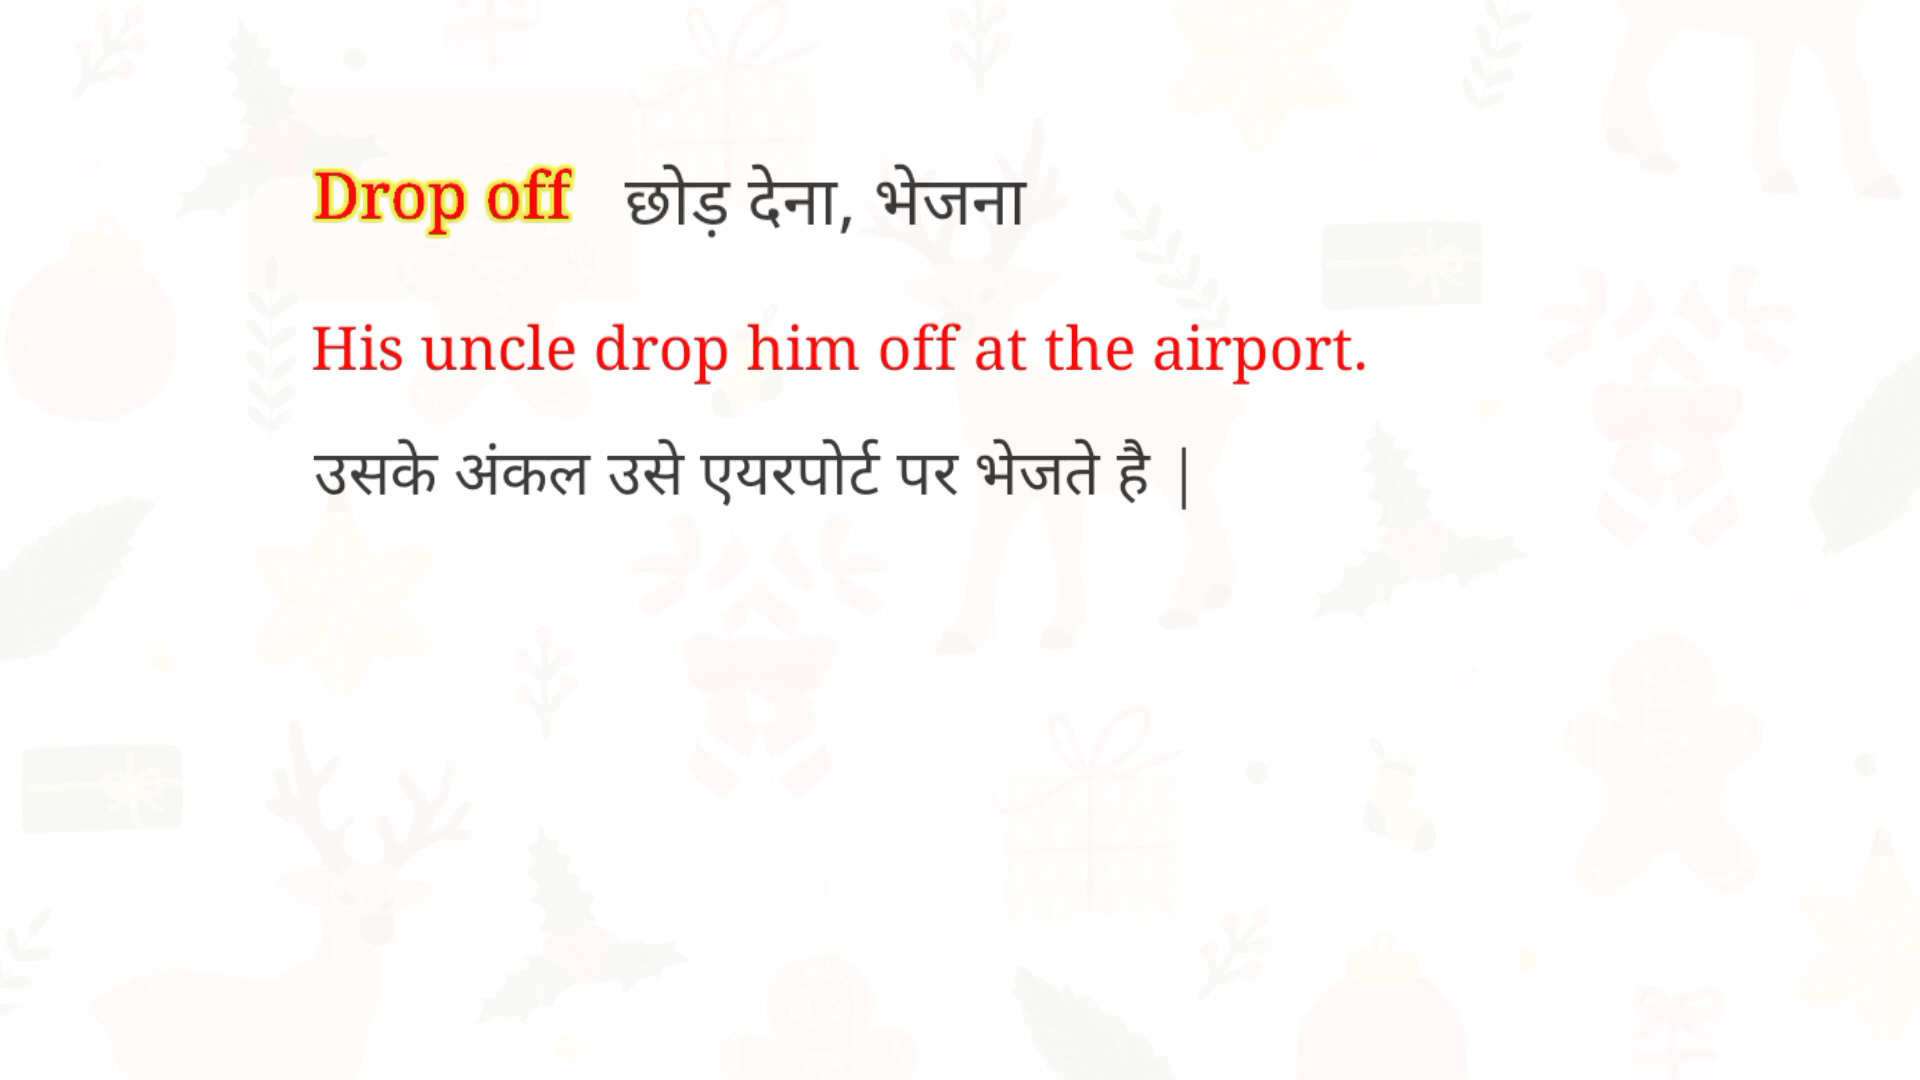 Drop off छोड़ देना, भेजना
His uncle drop him off at the airport.
उसके अंकल उसे एयरपोर्ट पर भेजते है |